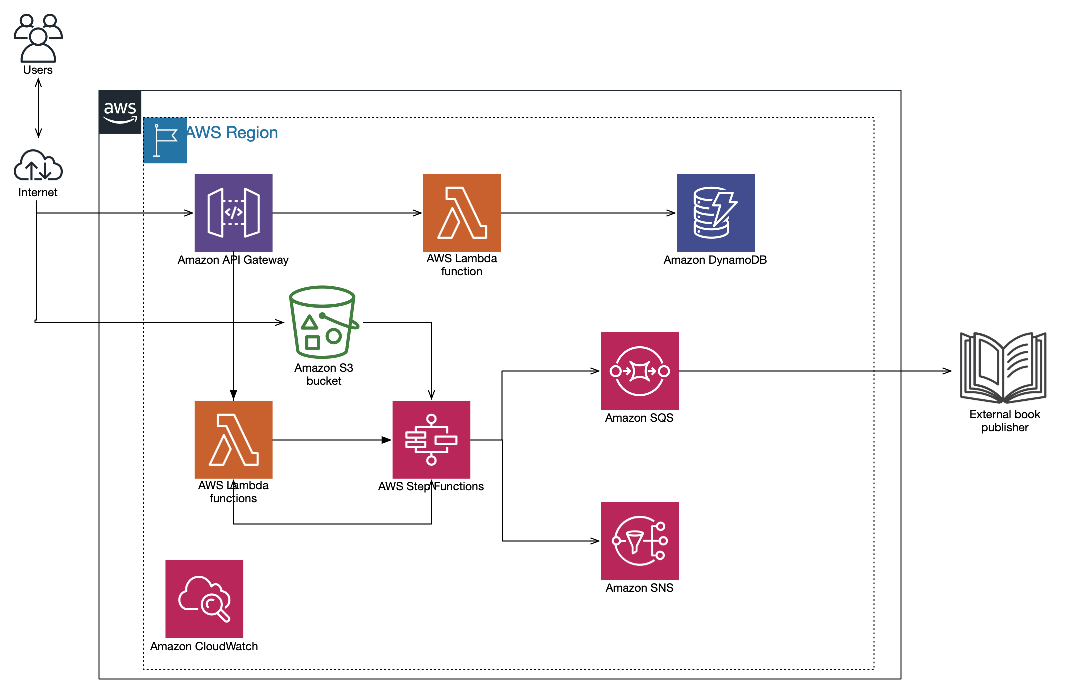 Users
aws
AWS Region
Internet
</>
Amazon API Gateway
AWS Lambda
function
Amazon DynamoDB
Amazon S3
bucket
Amazon SQS
External book
publisher
AWS Lambda
functions
AWS Step Functions
Amazon SNS
Amazon CloudWatch